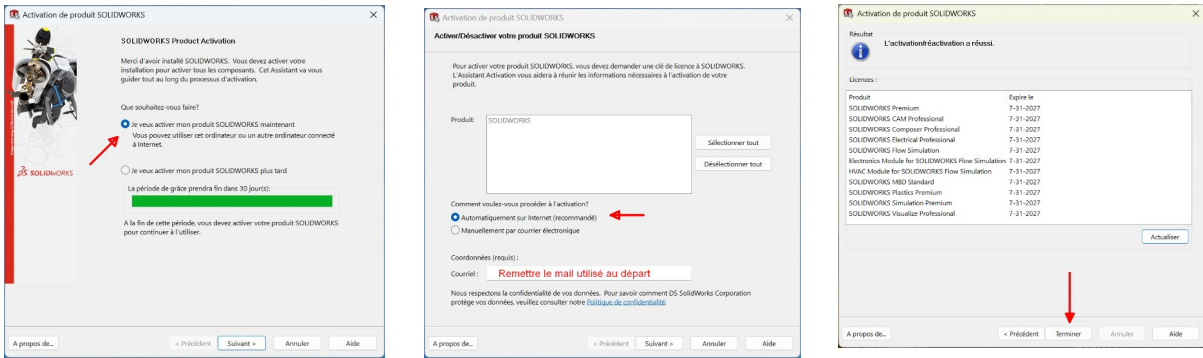 Activation de produit SOLIDWORKS
SOLIDWORKS Product Activation
Merci d'avoir installé SOLIDWORKS. Vous devez activer votre
installation pour activer tous les composants. Cet Assistant va vous
guider tout au long du processus d'activation.
Que souhaitez-vous faire?
Je veux activer mon produit SOLIDWORKS maintenant
Vous pouvez utiliser cet ordinateur ou un autre ordinateur connecté
à Internet.
Je veux activer mon produit SOLIDWORKS plus tard
La période de grâce prendra fin dans 30 jour(s):
A la fin de cette période, vous devez activer votre produit SOLIDWORKS
pour continuer à l'utiliser.
SOLIDWORKS
A propos de...
< Précédent
Suivant >
Annuler
Aide
Activation de produit SOLIDWORKS
Activer/Désactiver votre produit SOLIDWORKS
Pour activer votre produit SOLIDWORKS, vous devez demander une clé de licence à SOLIDWORKS.
L'Assistant Activation vous aidera à réunir les informations nécessaires à l'activation de votre
produit.
Produit:
SOLIDWORKS
Sélectionner tout
Désélectionner tout
Comment voulez-vous procéder à l'activation?
Automatiquement sur Internet (recommandé)
Manuellement par courrier électronique
Coordonnées (requis) :
Courriel : Remettre le mail utilisé au départ
Nous respectons la confidentialité de vos données. Pour savoir comment DS SolidWorks Corporation
protège vos données, veuillez consulter notre Politique de confidentialité.
A propos de...
< Précédent
Suivant >
Annuler
Aide
Activation de produit SOLIDWORKS
Résultat
L'activation/réactivation a réussi.
Licences :
Produit Expire le
SOLIDWORKS Premium 7-31-2027
SOLIDWORKS CAM Professional 7-31-2027
SOLIDWORKS Composer Professional 7-31-2027
SOLIDWORKS Electrical Professional 7-31-2027
SOLIDWORKS Flow Simulation 7-31-2027
Electronics Module for SOLIDWORKS Flow Simulation 7-31-2027
HVAC Module for SOLIDWORKS Flow Simulation 7-31-2027
SOLIDWORKS MBD Standard 7-31-2027
SOLIDWORKS Plastics Premium 7-31-2027
SOLIDWORKS Simulation Premium 7-31-2027
SOLIDWORKS Visualize Professional 7-31-2027
Actualiser
A propos de...
< Précédent
Terminer
Annuler
Aide